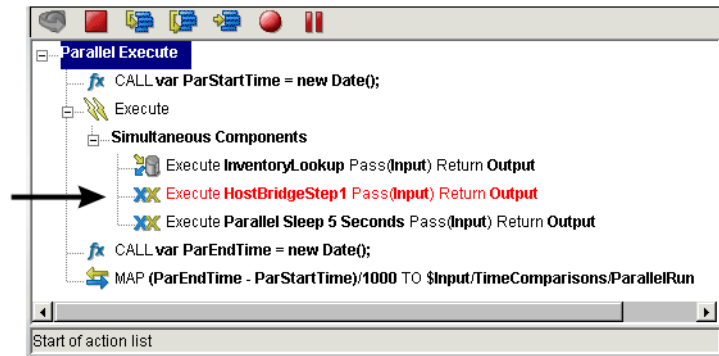 Parallel Execute
fx CALL var ParStartTime = new Date();
Execute
Simultaneous Components
Execute InventoryLookup Pass(Input) Return Output
Execute HostBridgeStep1 Pass(Input) Return Output
Execute Parallel Sleep 5 Seconds Pass(Input) Return Output
fx CALL var ParEndTime = new Date();
MAP (ParEndTime - ParStartTime)/1000 TO $Input/TimeComparisons/ParallelRun
Start of action list